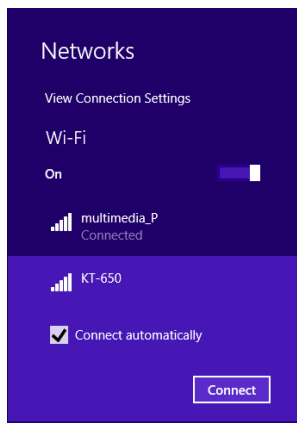 Networks
View Connection Settings
Wi-Fi
On
multimedia_P
Connected
KT-650
Connect automatically
Connect